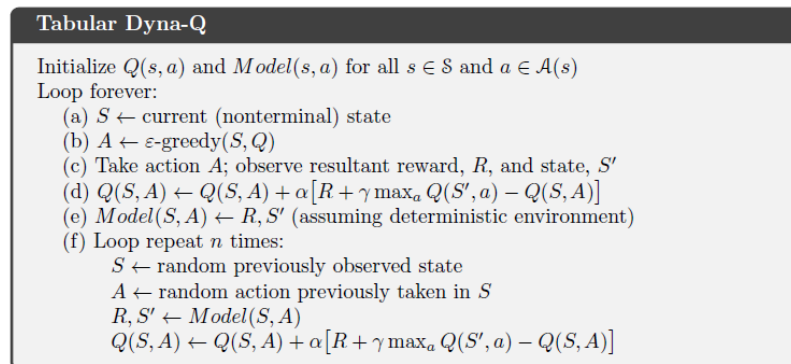 Tabular Dyna-Q
Initialize Q(s, a) and Model(s, a) for all s ∈ 𝒮 and a ∈ 𝒜(s)
Loop forever:
(a) S ← current (nonterminal) state
(b) A ← ε-greedy(S, Q)
(c) Take action A; observe resultant reward, R, and state, S′
(d) Q(S, A) ← Q(S, A) + α[R + γ maxₐ Q(S′, a) − Q(S, A)]
(e) Model(S, A) ← R, S′ (assuming deterministic environment)
(f) Loop repeat n times:
S ← random previously observed state
A ← random action previously taken in S
R, S′ ← Model(S, A)
Q(S, A) ← Q(S, A) + α[R + γ maxₐ Q(S′, a) − Q(S, A)]